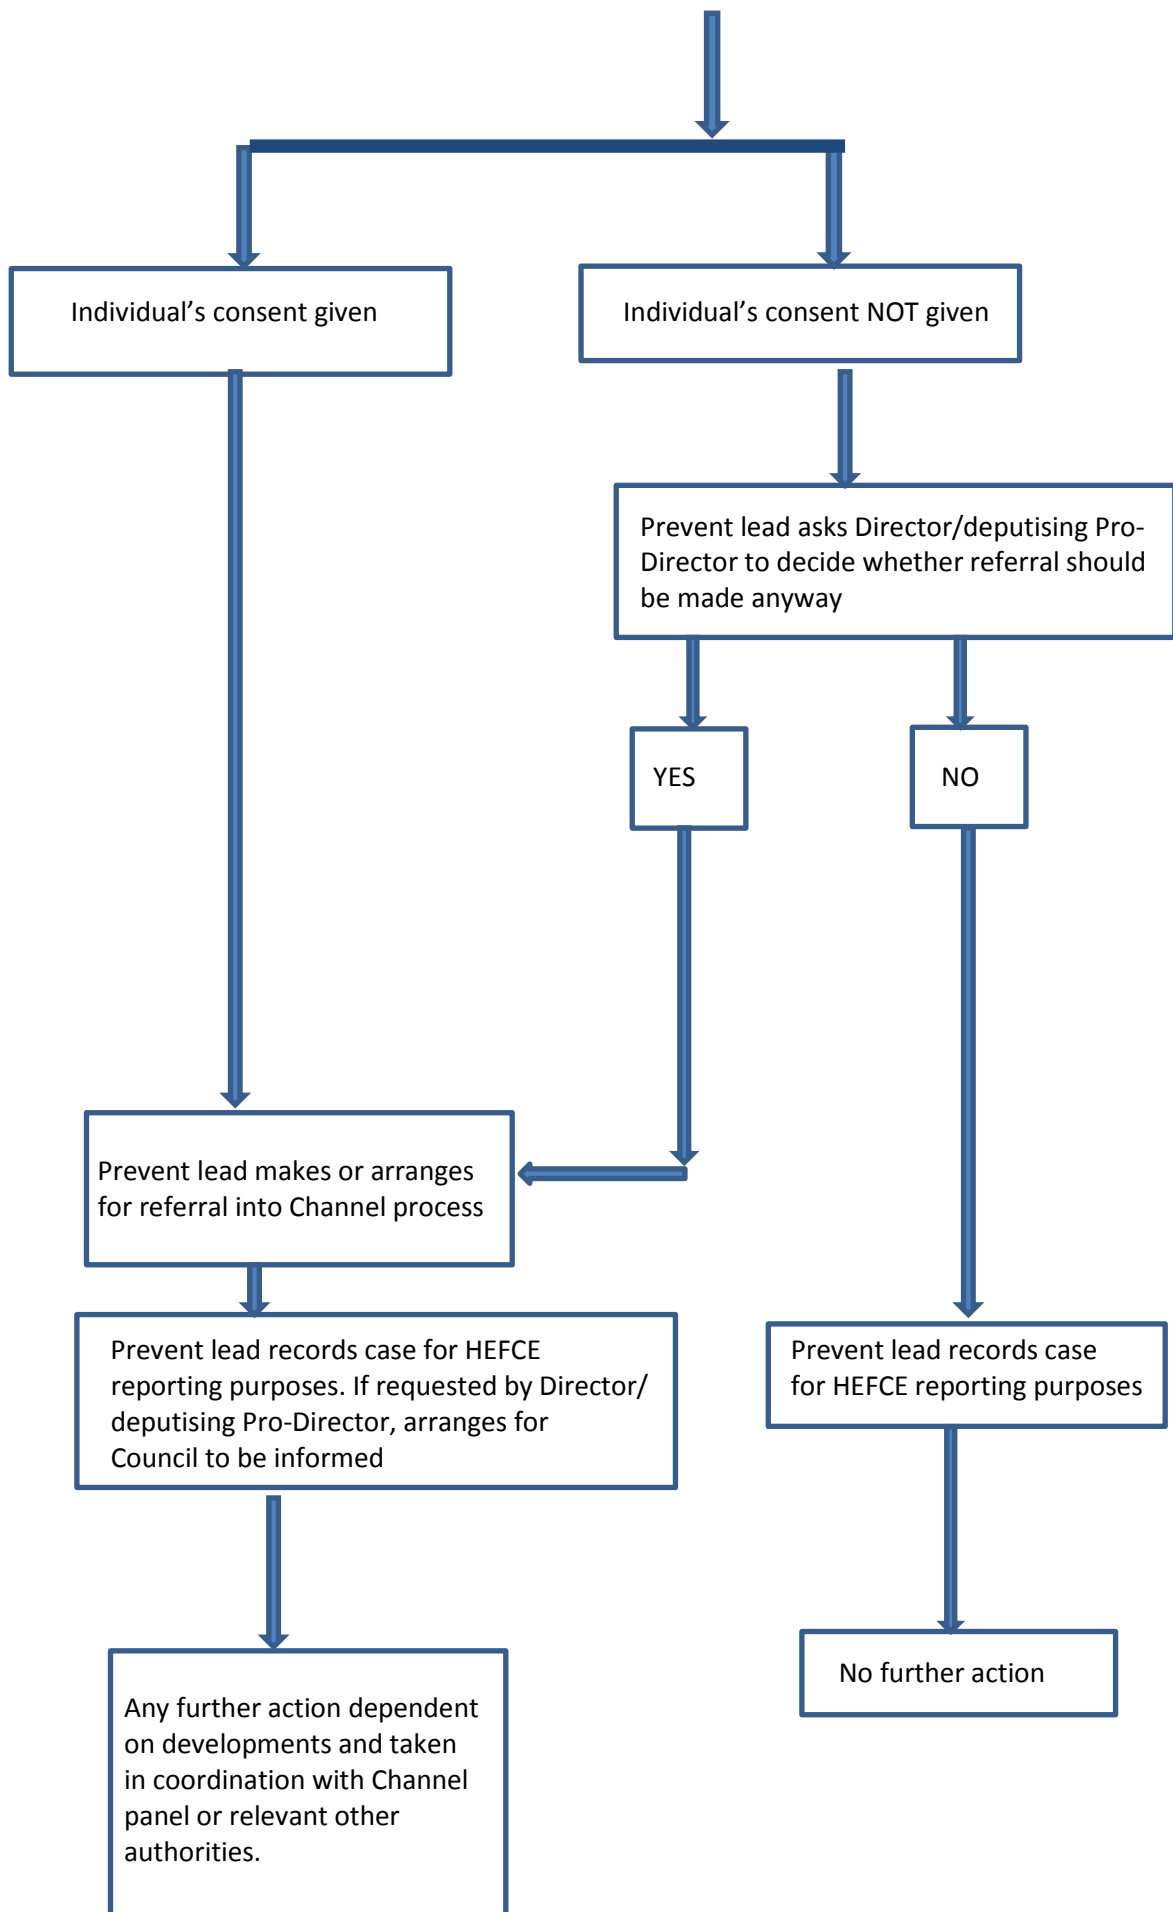 Individual’s consent given
Individual’s consent NOT given
Prevent lead asks Director/deputising Pro-
Director to decide whether referral should
be made anyway
YES
NO
Prevent lead makes or arranges
for referral into Channel process
Prevent lead records case for HEFCE
reporting purposes. If requested by Director/
deputising Pro-Director, arranges for
Council to be informed
Prevent lead records case
for HEFCE reporting purposes
No further action
Any further action dependent
on developments and taken
in coordination with Channel
panel or relevant other
authorities.